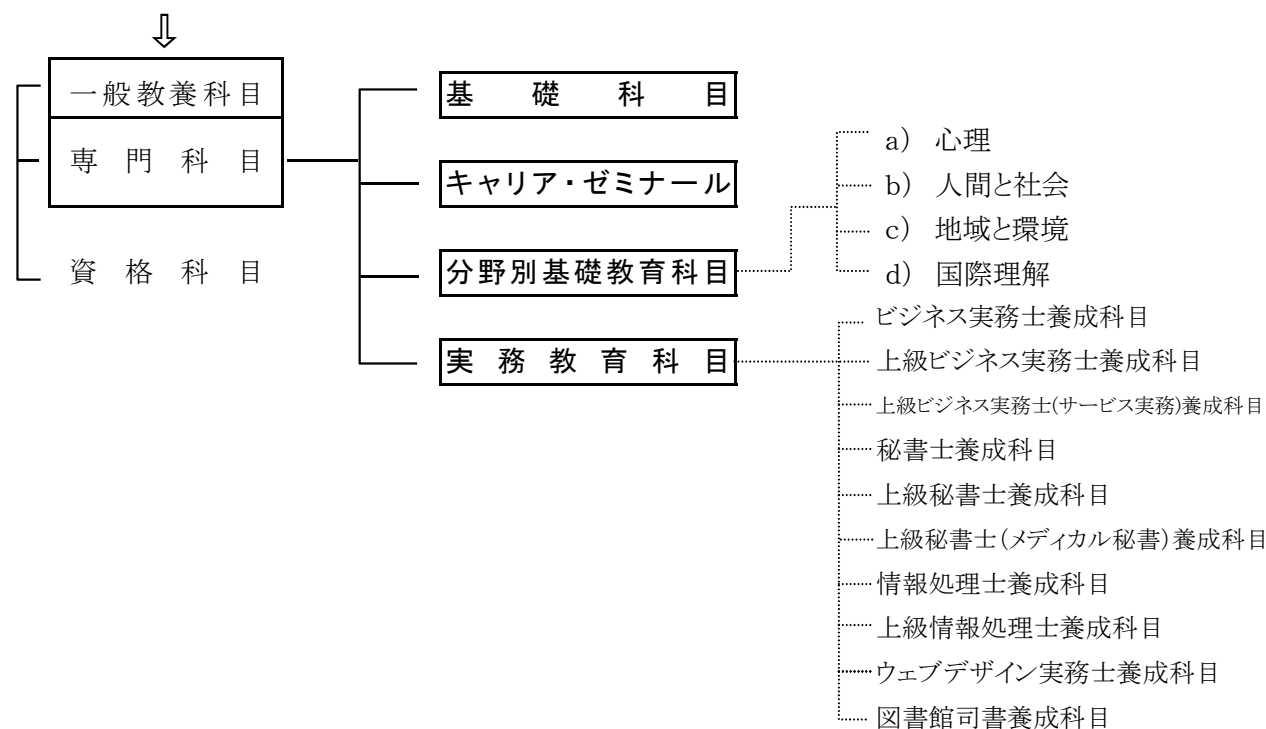 ⇩
一般教養科目
専門科目
資格科目
基礎科目
キャリア・ゼミナール
分野別基礎教育科目
実務教育科目
a) 心理
b) 人間と社会
c) 地域と環境
d) 国際理解
ビジネス実務士養成科目
上級ビジネス実務士養成科目
上級ビジネス実務士(サービス実務)養成科目
秘書士養成科目
上級秘書士養成科目
上級秘書士(メディカル秘書)養成科目
情報処理士養成科目
上級情報処理士養成科目
ウェブデザイン実務士養成科目
図書館司書養成科目